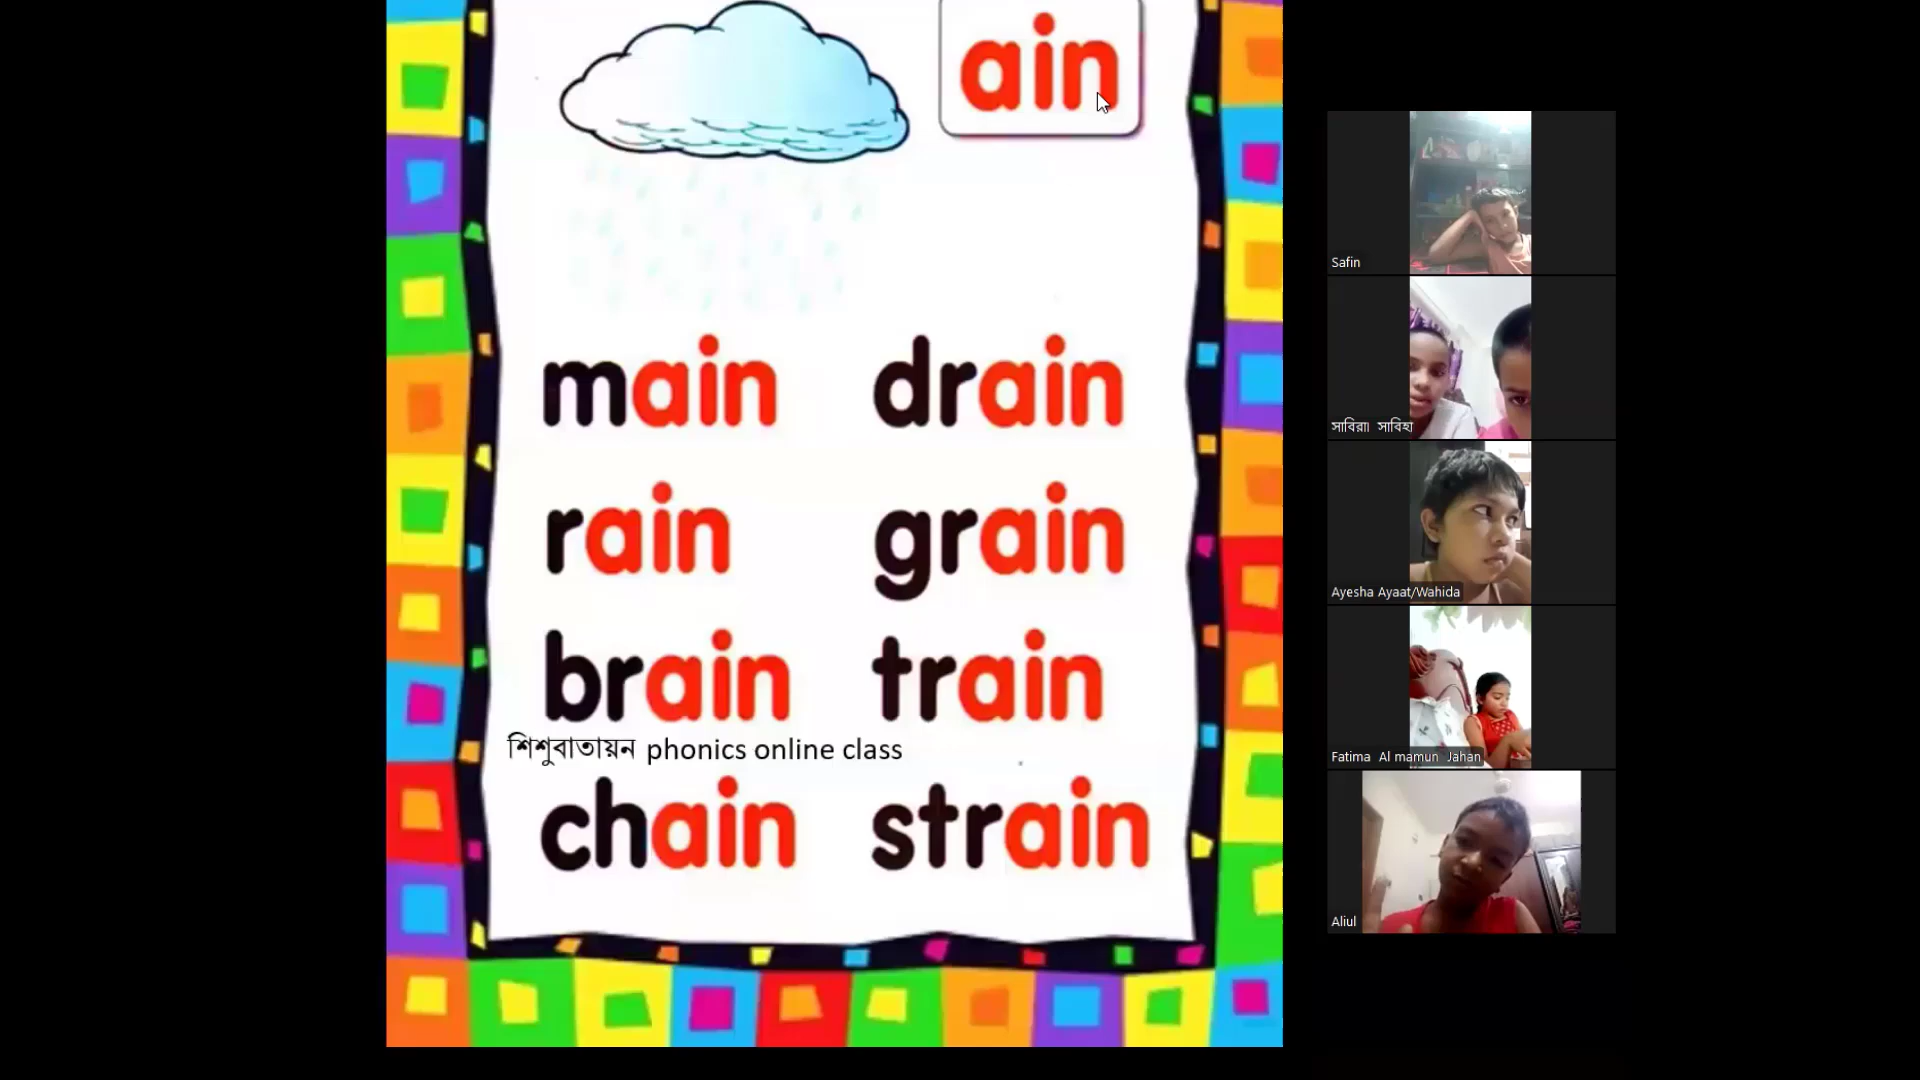 ain
main drain
rain grain
brain train
শিশুবাতায়ন phonics online class
chain strain
Safin
সাবিরা সাবিহা
Ayesha Ayaat/Wahida
Fatima Al mamun Jahan
Aliul